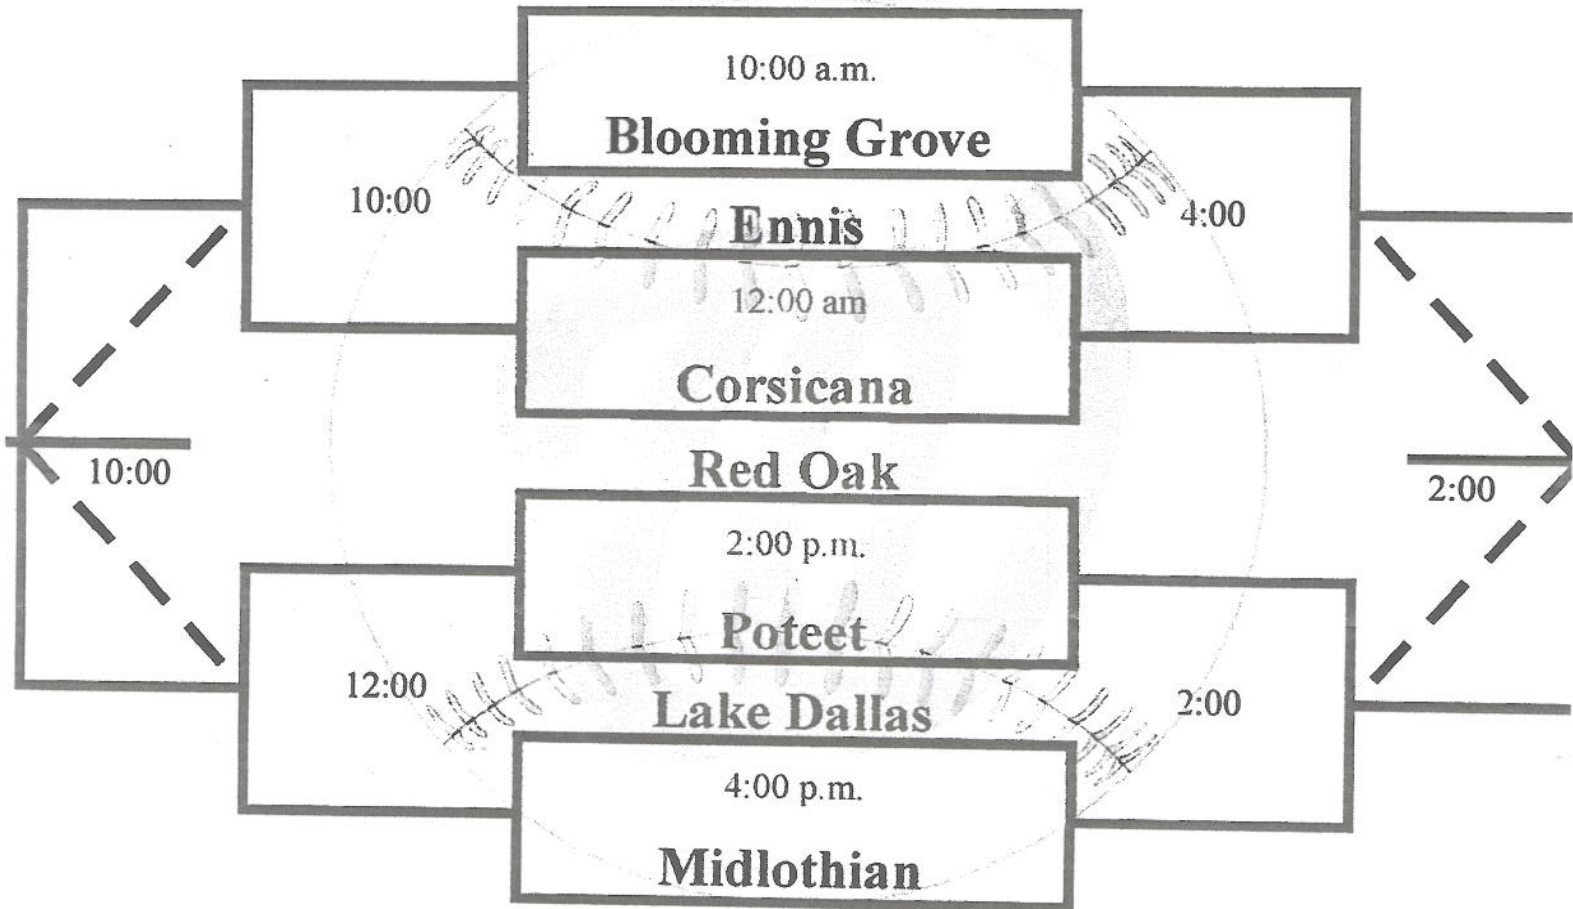 10:00 a.m.
Blooming Grove
10:00
Ennis
4:00
12:00 am
Corsicana
10:00
Red Oak
2:00
2:00 p.m.
Poteet
12:00
Lake Dallas
2:00
4:00 p.m.
Midlothian